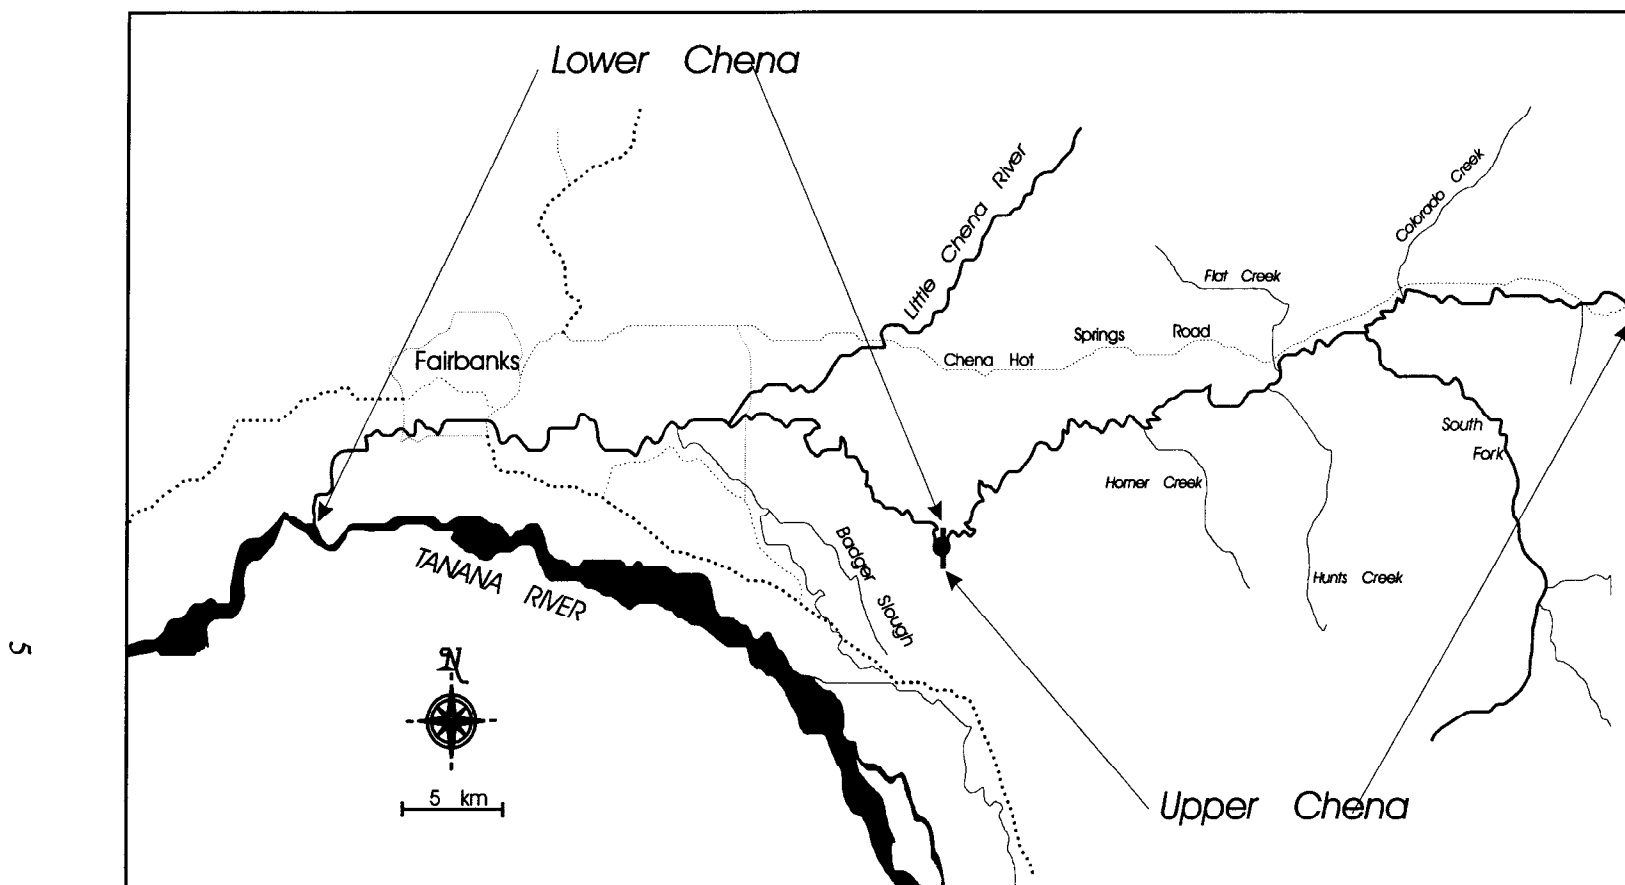 Lower Chena
Little Chena River
Colorado Creek
Flat Creek
Springs Road
Chena Hot
Fairbanks
South
Fork
Horner Creek
Badger Slough
Hunts Creek
TANANA RIVER
N
5 km
Upper Chena
5